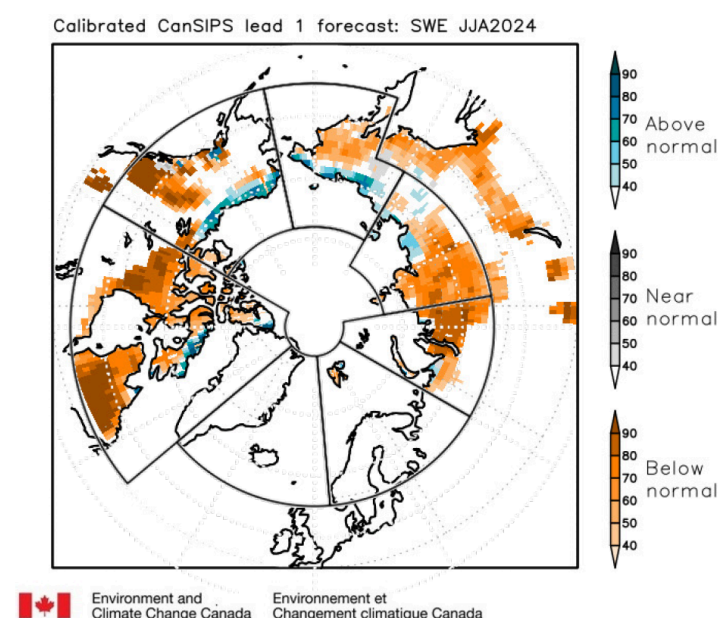 Calibrated CanSIPS lead 1 forecast: SWE JJA2024
90
80
70
60
50
40
Above
normal
90
80
70
60
50
40
Near
normal
90
80
70
60
50
40
Below
normal
Environment and
Climate Change Canada
Environnement et
Changement climatique Canada